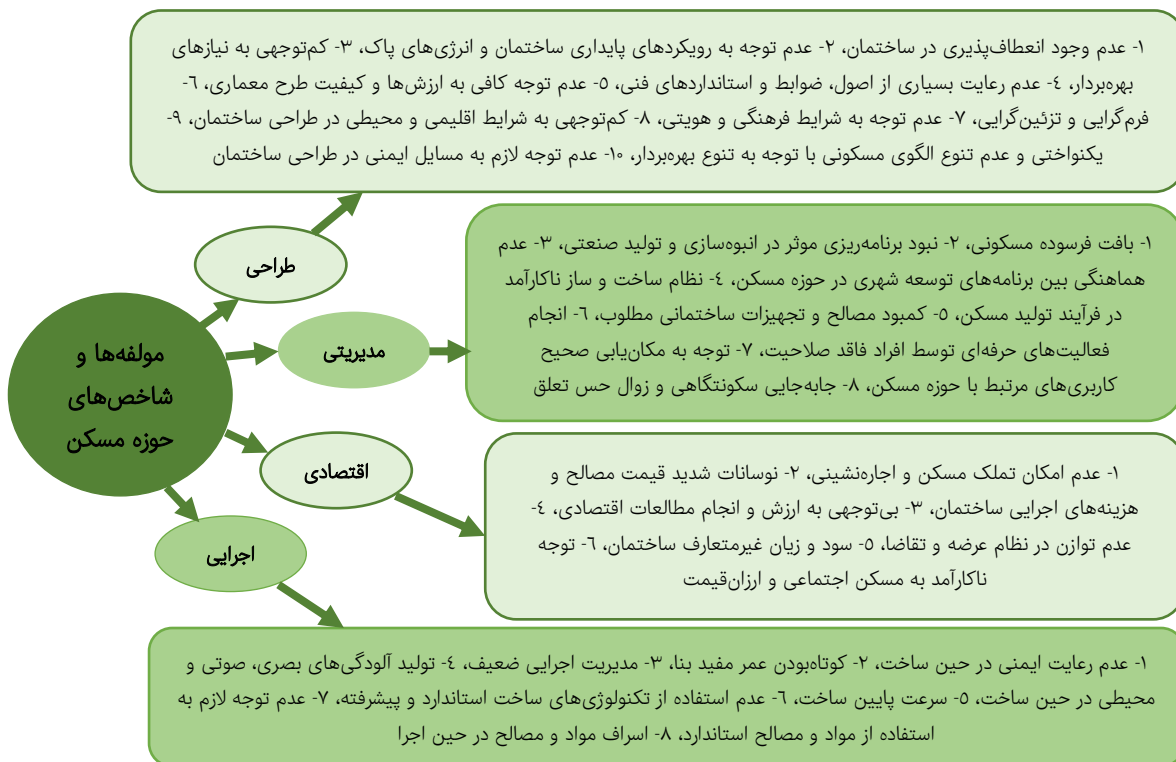 ۱- عدم وجود انعطاف‌پذیری در ساختمان، ۲- عدم توجه به رویکردهای پایداری ساختمان و انرژی‌های پاک، ۳- کم‌توجهی به نیازهای
بهره‌بردار، ٤- عدم رعایت بسیاری از اصول، ضوابط و استانداردهای فنی، ٥- عدم توجه کافی به ارزش‌ها و کیفیت طرح معماری، ٦-
فرم‌گرایی و تزئین‌گرایی، ۷- عدم توجه به شرایط فرهنگی و هویتی، ۸- کم‌توجهی به شرایط اقلیمی و محیطی در طراحی ساختمان، ۹-
یکنواختی و عدم تنوع الگوی مسکونی با توجه به تنوع بهره‌بردار، ۱۰- عدم توجه لازم به مسایل ایمنی در طراحی ساختمان
طراحی
۱- بافت فرسوده مسکونی، ۲- نبود برنامه‌ریزی موثر در انبوه‌سازی و تولید صنعتی، ۳- عدم
هماهنگی بین برنامه‌های توسعه شهری در حوزه مسکن، ٤- نظام ساخت و ساز ناکارآمد
در فرآیند تولید مسکن، ٥- کمبود مصالح و تجهیزات ساختمانی مطلوب، ٦- انجام
فعالیت‌های حرفه‌ای توسط افراد فاقد صلاحیت، ۷- توجه به مکان‌یابی صحیح
کاربری‌های مرتبط با حوزه مسکن، ۸- جابه‌جایی سکونتگاهی و زوال حس تعلق
مدیریتی
مولفه‌ها و
شاخص‌های
حوزه مسکن
اقتصادی
۱- عدم امکان تملک مسکن و اجاره‌نشینی، ۲- نوسانات شدید قیمت مصالح و
هزینه‌های اجرایی ساختمان، ۳- بی‌توجهی به ارزش و انجام مطالعات اقتصادی، ٤-
عدم توازن در نظام عرضه و تقاضا، ٥- سود و زیان غیرمتعارف ساختمان، ٦- توجه
ناکارآمد به مسکن اجتماعی و ارزان‌قیمت
اجرایی
۱- عدم رعایت ایمنی در حین ساخت، ۲- کوتاه‌بودن عمر مفید بنا، ۳- مدیریت اجرایی ضعیف، ٤- تولید آلودگی‌های بصری، صوتی و
محیطی در حین ساخت، ٥- سرعت پایین ساخت، ٦- عدم استفاده از تکنولوژی‌های ساخت استاندارد و پیشرفته، ۷- عدم توجه لازم به
استفاده از مواد و مصالح استاندارد، ۸- اسراف مواد و مصالح در حین اجرا